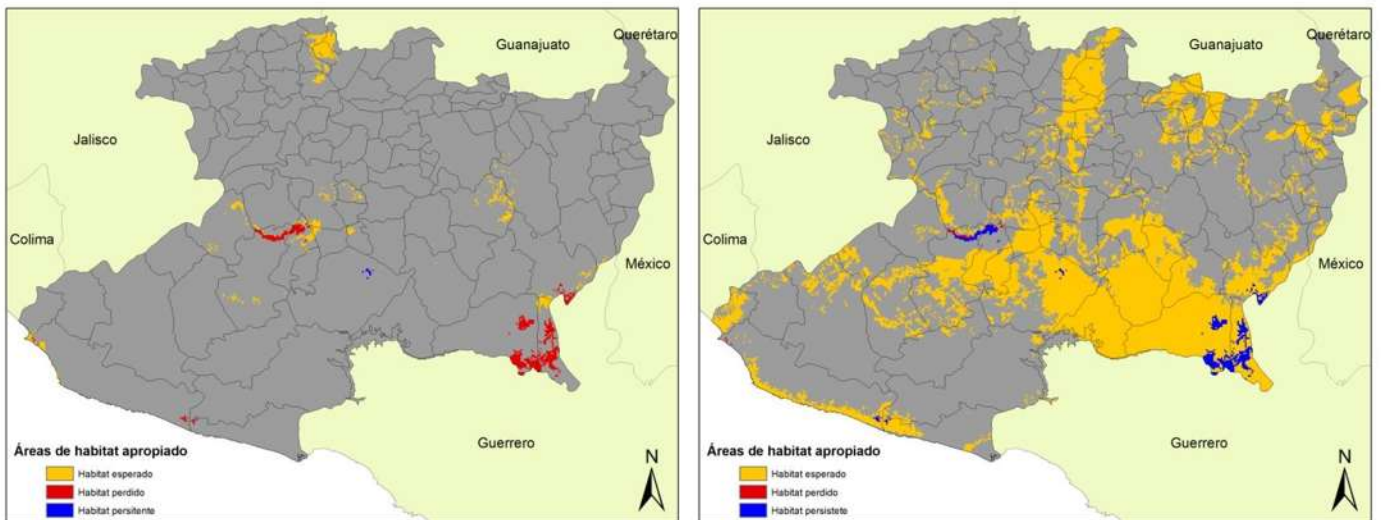 Guanajuato
Querétaro
Jalisco
Colima
México
Guerrero
Áreas de habitat apropiado
Habitat esperado
Habitat perdido
Habitat persitente
N
Guanajuato
Querétaro
Jalisco
Colima
México
Guerrero
Áreas de habitat apropiado
Habitat esperado
Habitat perdido
Habitat persistete
N